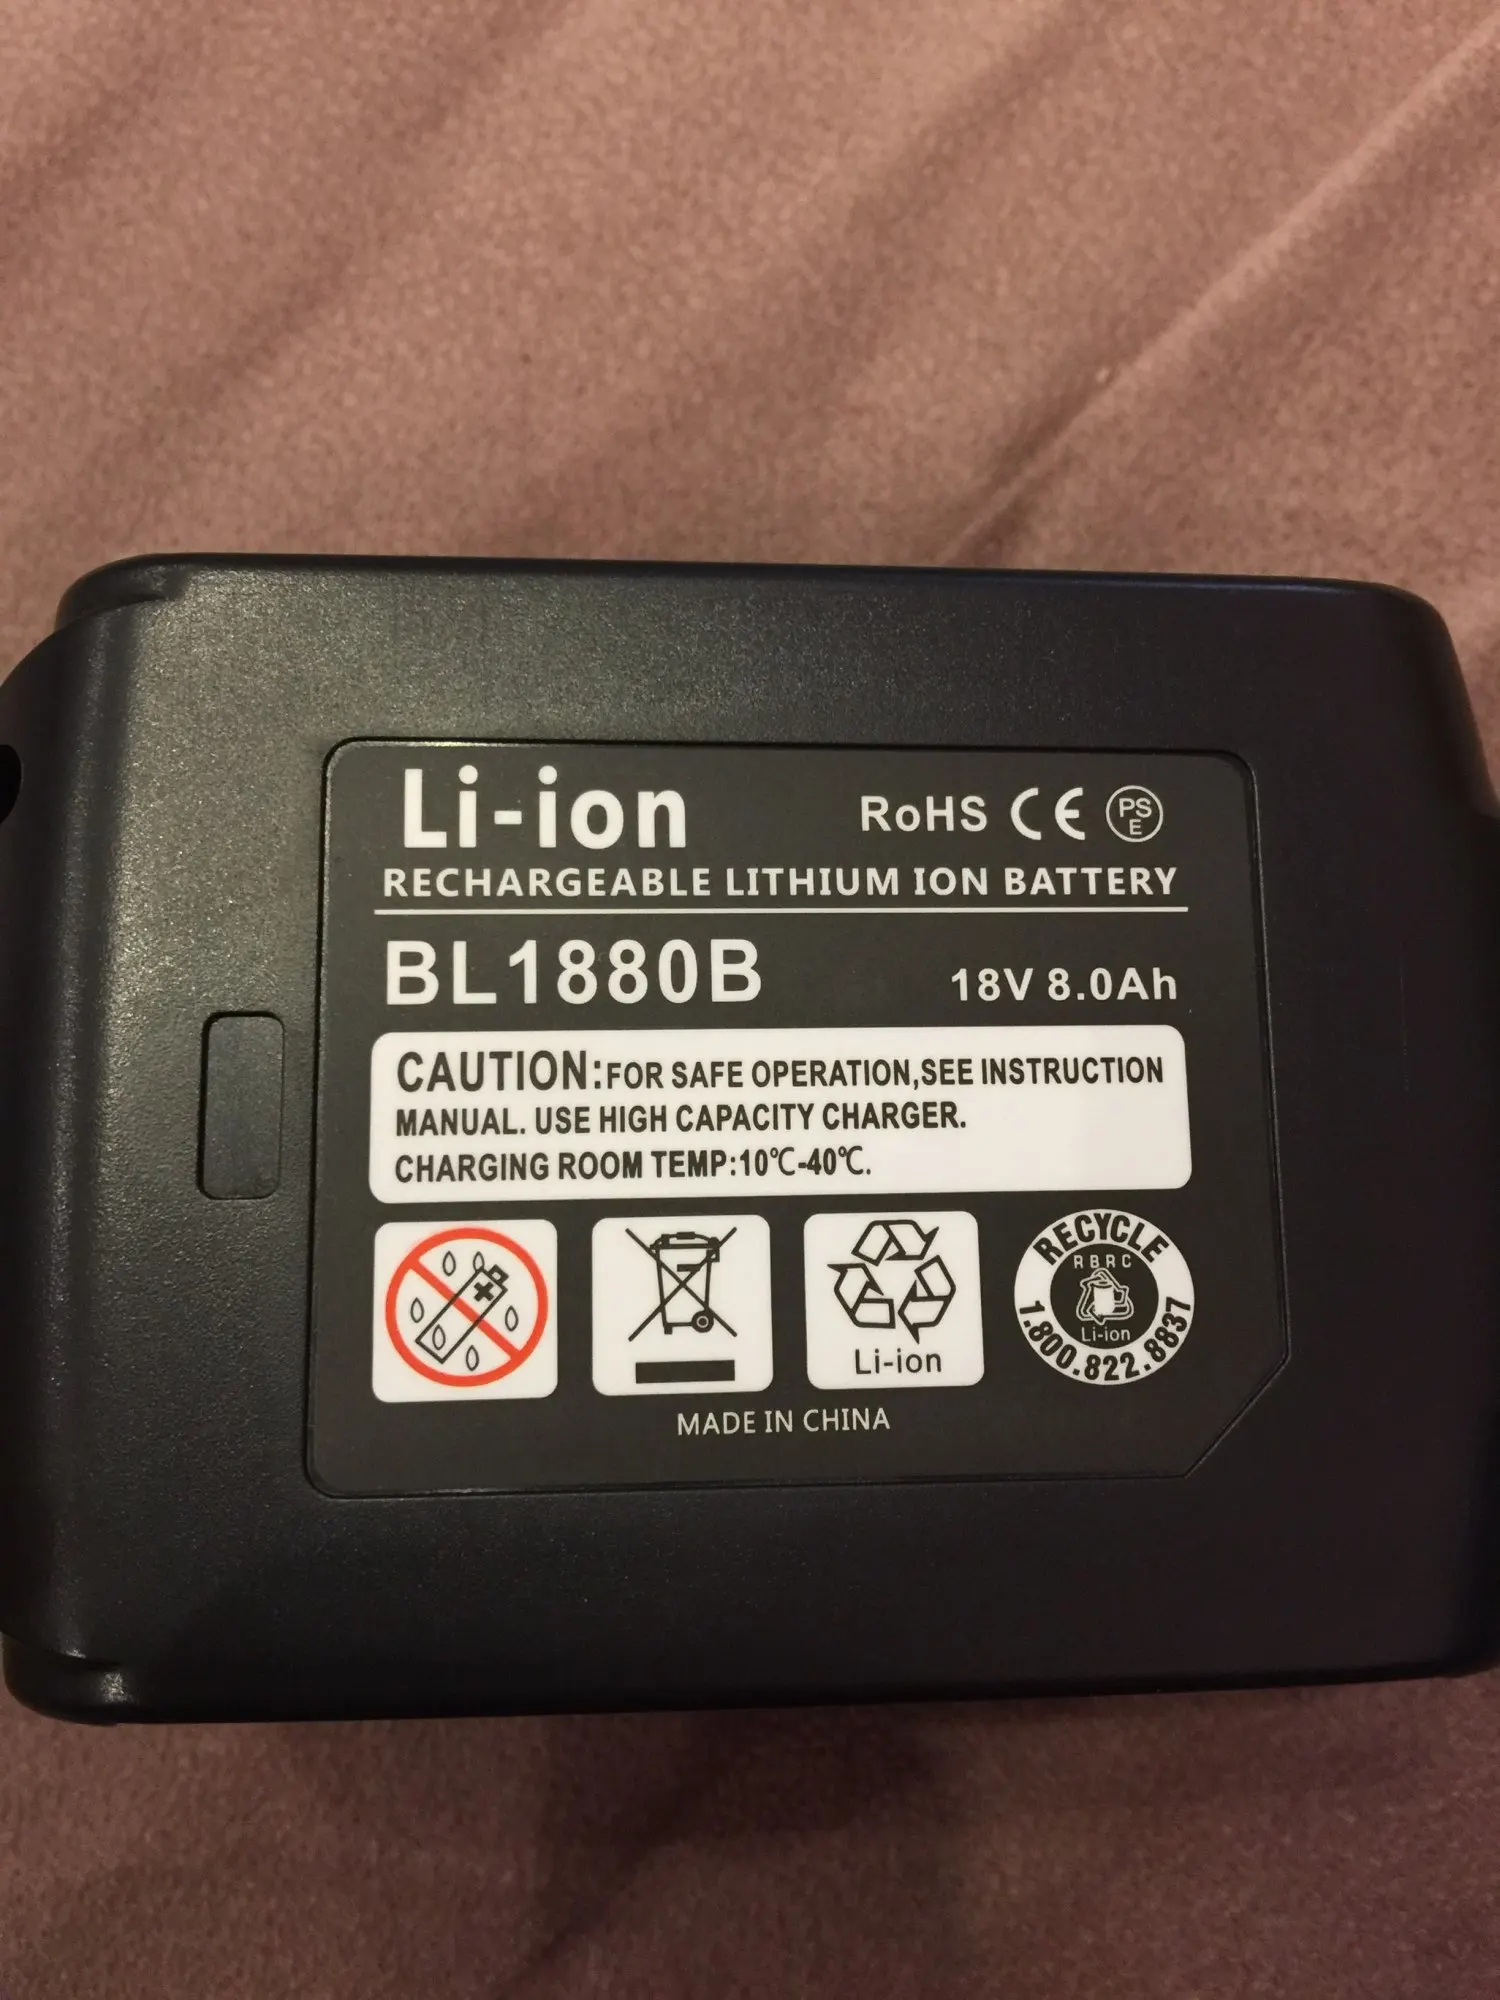 Li-ion RoHS CE PSE
RECHARGEABLE LITHIUM ION BATTERY
BL1880B 18V 8.0Ah
CAUTION:FOR SAFE OPERATION,SEE INSTRUCTION
MANUAL. USE HIGH CAPACITY CHARGER.
CHARGING ROOM TEMP:10℃-40℃.
Li-ion
RECYCLE
RBRC
Li-ion
1.800.822.8837
MADE IN CHINA